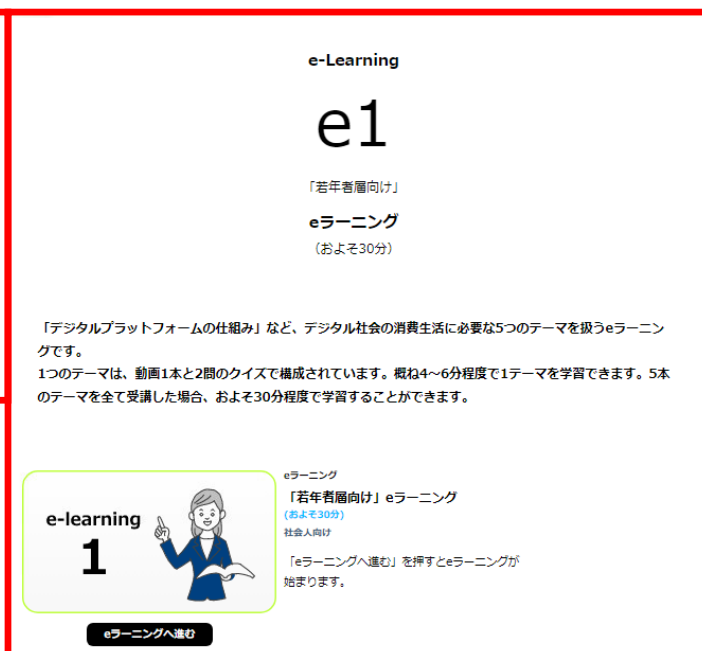 e-Learning
e1
「若年者層向け」
eラーニング
（およそ30分）
「デジタルプラットフォームの仕組み」など、デジタル社会の消費生活に必要な5つのテーマを扱うeラーニン
グです。
1つのテーマは、動画1本と2問のクイズで構成されています。概ね4～6分程度で1テーマを学習できます。5本
のテーマを全て受講した場合、およそ30分程度で学習することができます。
e-learning
1
eラーニングへ進む
eラーニング
「若年者層向け」eラーニング
(およそ30分)
社会人向け
「eラーニングへ進む」を押すとeラーニングが
始まります。